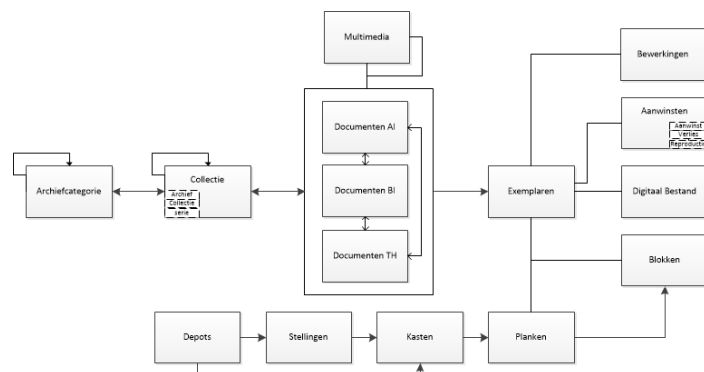 Multimedia
Bewerkingen
Documenten AI
Aanwinsten
Aanwinst
Verlies
Reproductie
Archiefcategorie
Collectie
Archief
Collectie
serie
Documenten BI
Exemplaren
Digitaal Bestand
Documenten TH
Blokken
Depots
Stellingen
Kasten
Planken